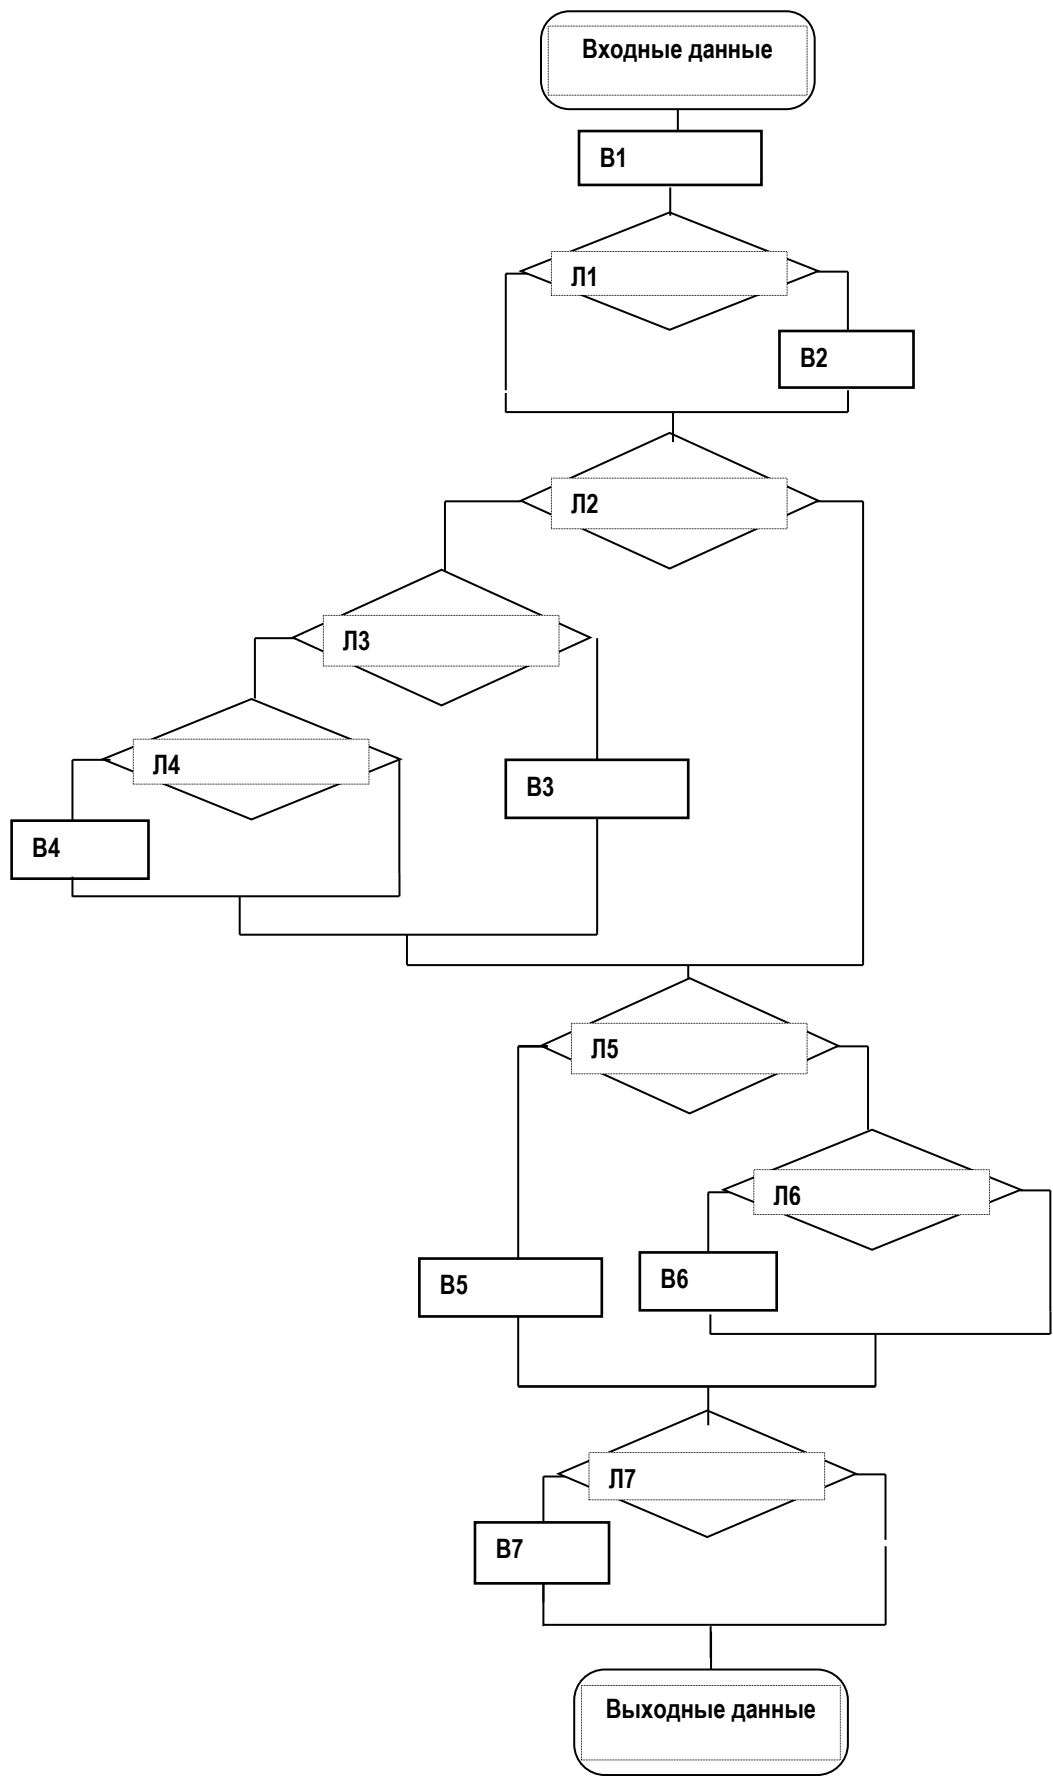 Входные данные
В1
Л1
В2
Л2
Л3
Л4
В3
В4
Л5
Л6
В5
В6
Л7
В7
Выходные данные